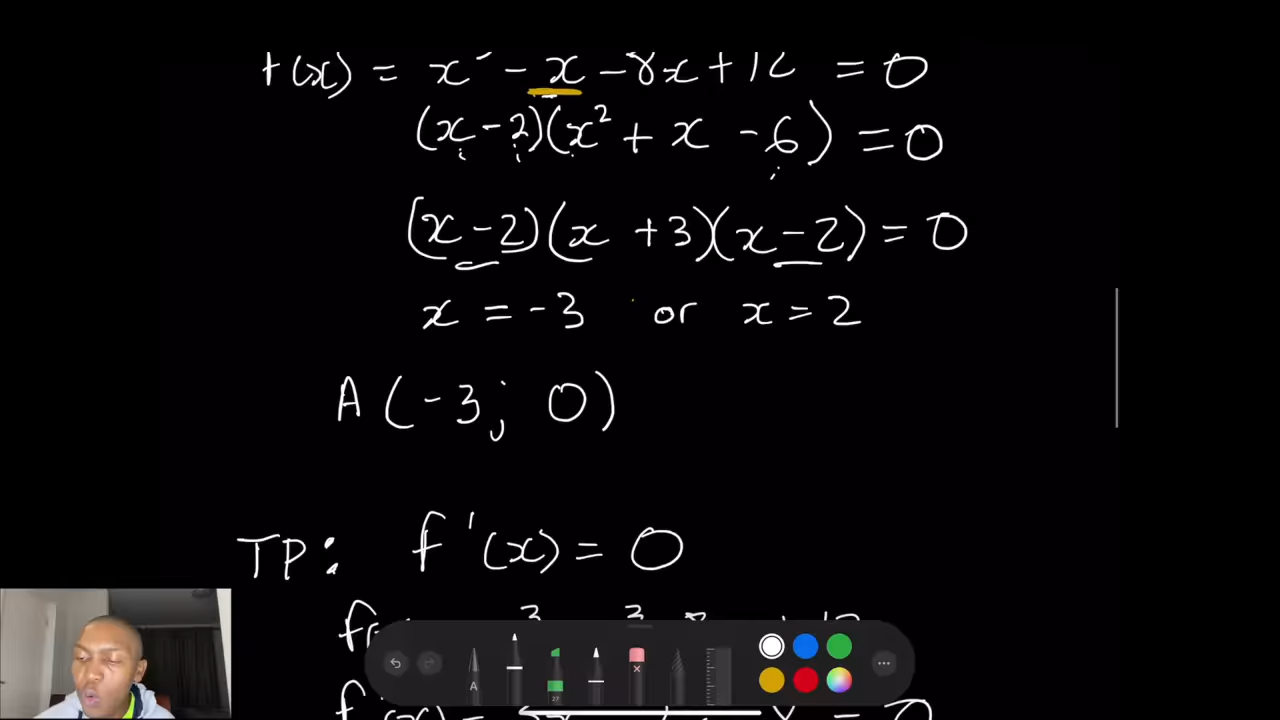 f(x) = x³ - x² - 8x + 12 = 0
(x - 2)(x² + x - 6) = 0
(x - 2)(x + 3)(x - 2) = 0
x = -3 or x = 2
A (-3; 0)
TP: f'(x) = 0
A
27